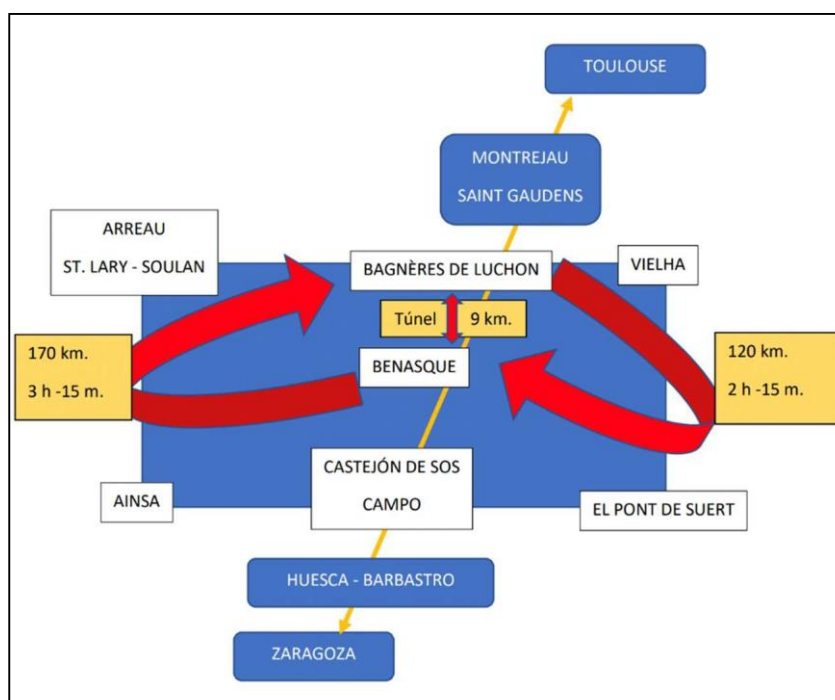 TOULOUSE
MONTREJAU
SAINT GAUDENS
ARREAU
ST. LARY - SOULAN
BAGNÈRES DE LUCHON
VIELHA
Túnel
9 km.
170 km.
3 h -15 m.
BENASQUE
120 km.
2 h -15 m.
CASTEJÓN DE SOS
CAMPO
AINSA
EL PONT DE SUERT
HUESCA - BARBASTRO
ZARAGOZA